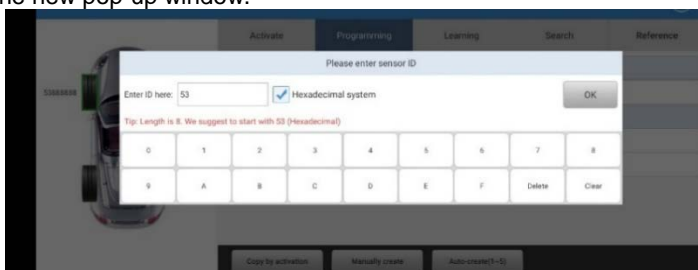 he new pop-up window.
Activate Programming Learning Search Reference
Please enter sensor ID
Enter ID here: 53 Hexadecimal system OK
Tip: Length is 8. We suggest to start with 53 (Hexadecimal)
0 1 2 3 4 5 6 7 8
9 A B C D E F Delete Clear
Copy by activation Manually create Auto-create(1~5)